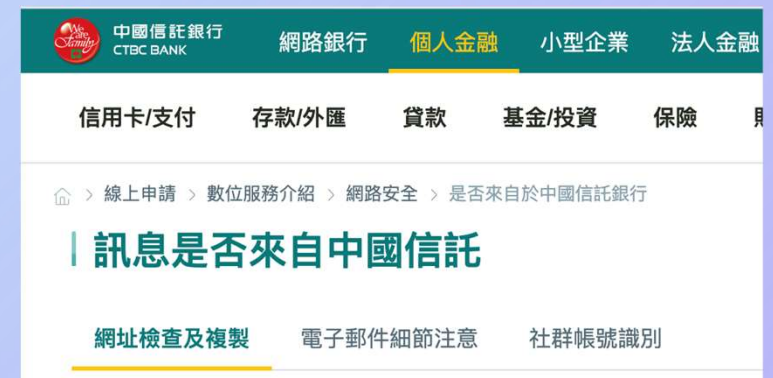 We are family
中國信託銀行
CTBC BANK
網路銀行 個人金融 小型企業 法人金融
信用卡/支付 存款/外匯 貸款 基金/投資 保險
線上申請 > 數位服務介紹 > 網路安全 > 是否來自於中國信託銀行
訊息是否來自中國信託
網址檢查及複製 電子郵件細節注意 社群帳號識別